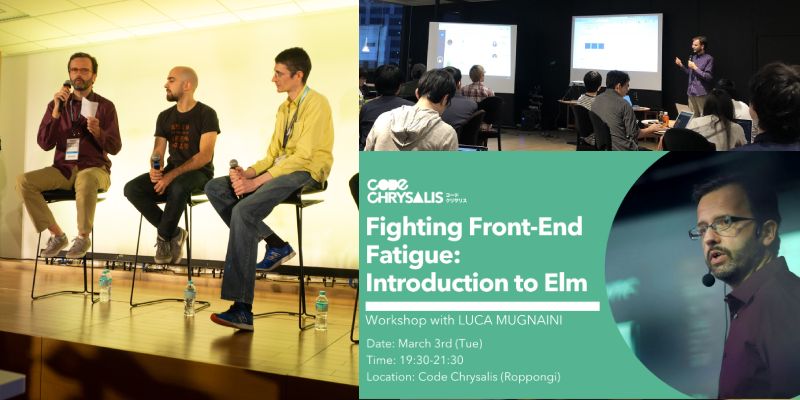 CODE
CHRYSALIS
コード
クリサリス
Fighting Front-End
Fatigue:
Introduction to Elm
Workshop with LUCA MUGNAINI
Date: March 3rd (Tue)
Time: 19:30-21:30
Location: Code Chrysalis (Roppongi)